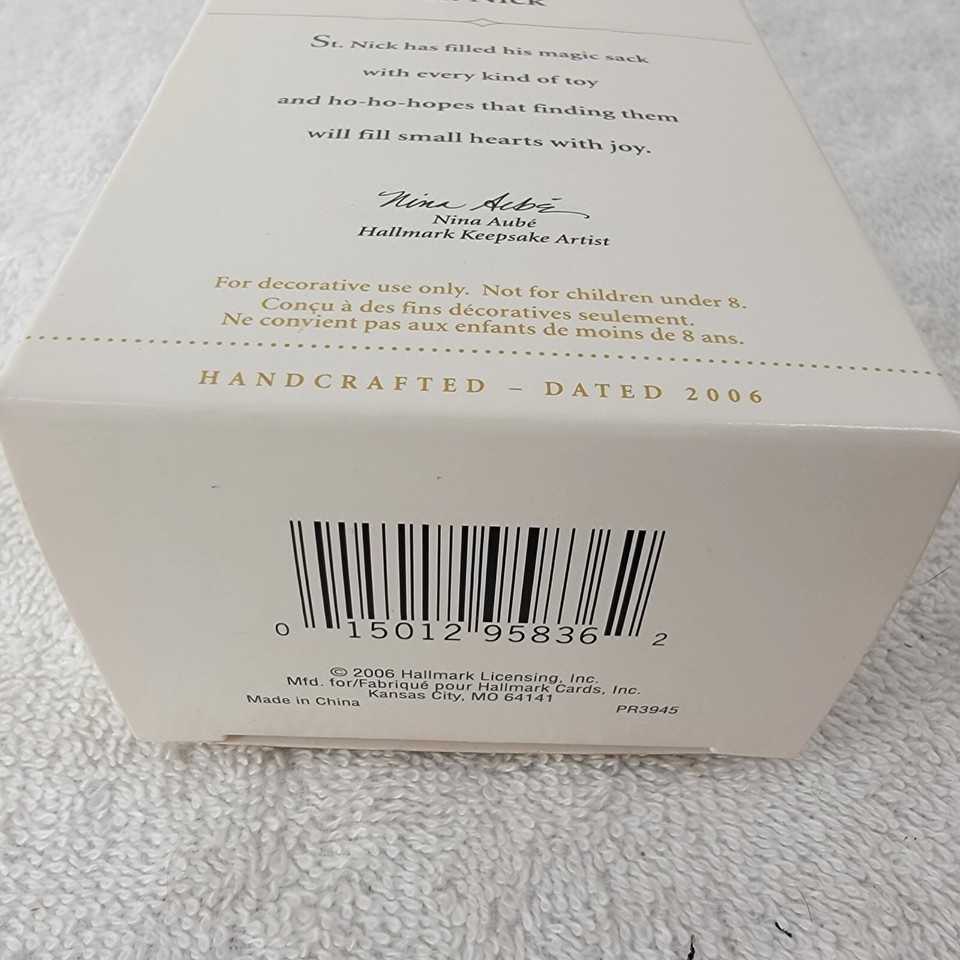 Nick
St. Nick has filled his magic sack
with every kind of toy
and ho-ho-hopes that finding them
will fill small hearts with joy.
Nina Aubé
Nina Aubé
Hallmark Keepsake Artist
For decorative use only. Not for children under 8.
Conçu à des fins décoratives seulement.
Ne convient pas aux enfants de moins de 8 ans.
HANDCRAFTED – DATED 2006
0 15012 95836 2
© 2006 Hallmark Licensing, Inc.
Mfd. for/Fabriqué pour Hallmark Cards, Inc.
Kansas City, MO 64141
Made in China
PR3945